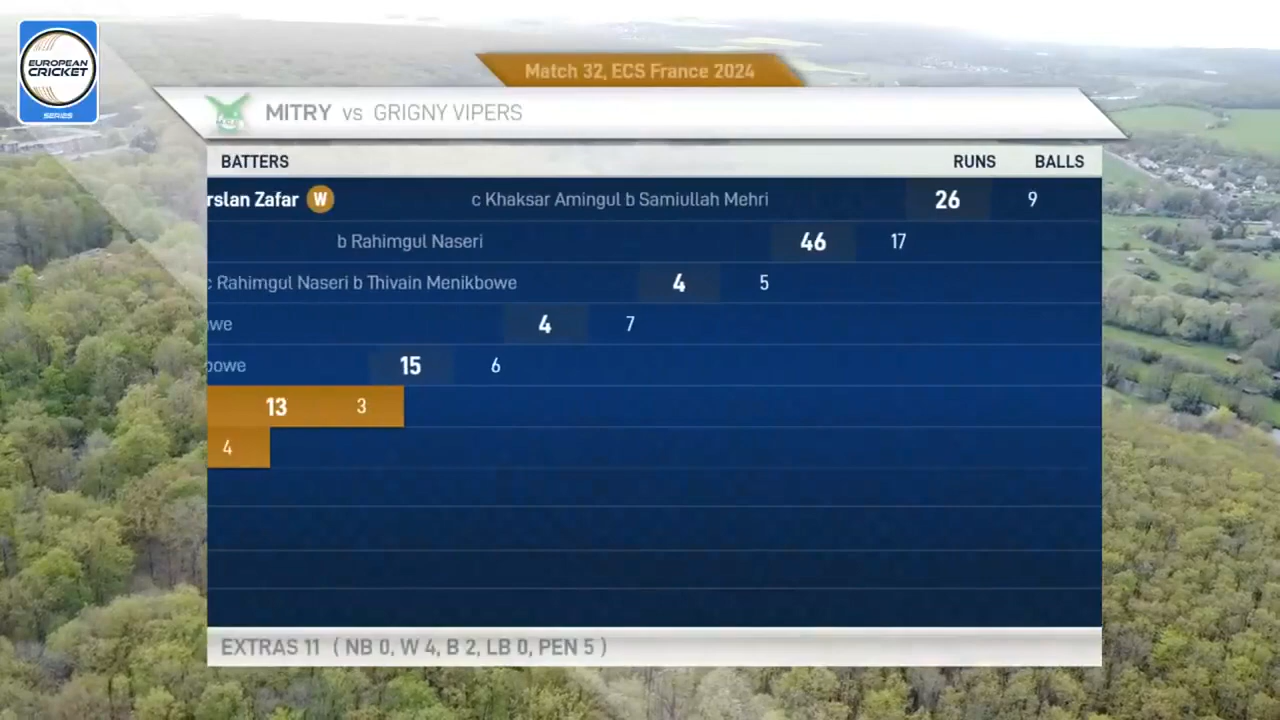 EUROPEAN
CRICKET
SERIES
Match 32, ECS France 2024
MITRY vs GRIGNY VIPERS
BATTERS RUNS BALLS
rslan Zafar W c Khaksar Amingul b Samiullah Mehri 26 9
b Rahimgul Naseri 46 17
c Rahimgul Naseri b Thivain Menikbowe 4 5
we 4 7
bowe 15 6
13 3
4
EXTRAS 11 ( NB 0, W 4, B 2, LB 0, PEN 5 )